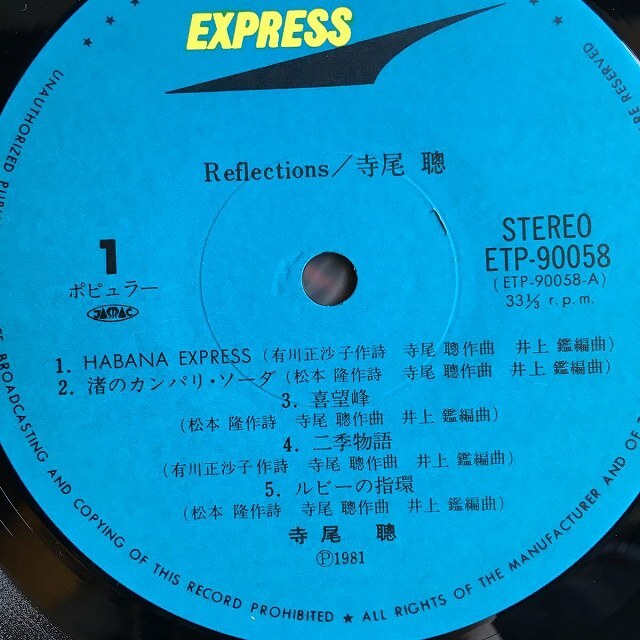 EXPRESS
Reflections/寺尾 聰
1
ポピュラー
JASRAC
STEREO
ETP-90058
(ETP-90058-A)
33⅓ r.p.m.
1. HABANA EXPRESS (有川正沙子作詩 寺尾 聰作曲 井上 鑑編曲)
2. 渚のカンパリ・ソーダ (松本 隆作詩 寺尾 聰作曲 井上 鑑編曲)
3. 喜望峰
(松本 隆作詩 寺尾 聰作曲 井上 鑑編曲)
4. 二季物語
(有川正沙子作詩 寺尾 聰作曲 井上 鑑編曲)
5. ルビーの指環
(松本 隆作詩 寺尾 聰作曲 井上 鑑編曲)
寺尾 聰
Ⓟ1981
UNAUTHORIZED
BROADCASTING AND COPYING OF THIS RECORD PROHIBITED ★ ALL RIGHTS OF THE MANUFACTURER AND OF
RE RESERVED